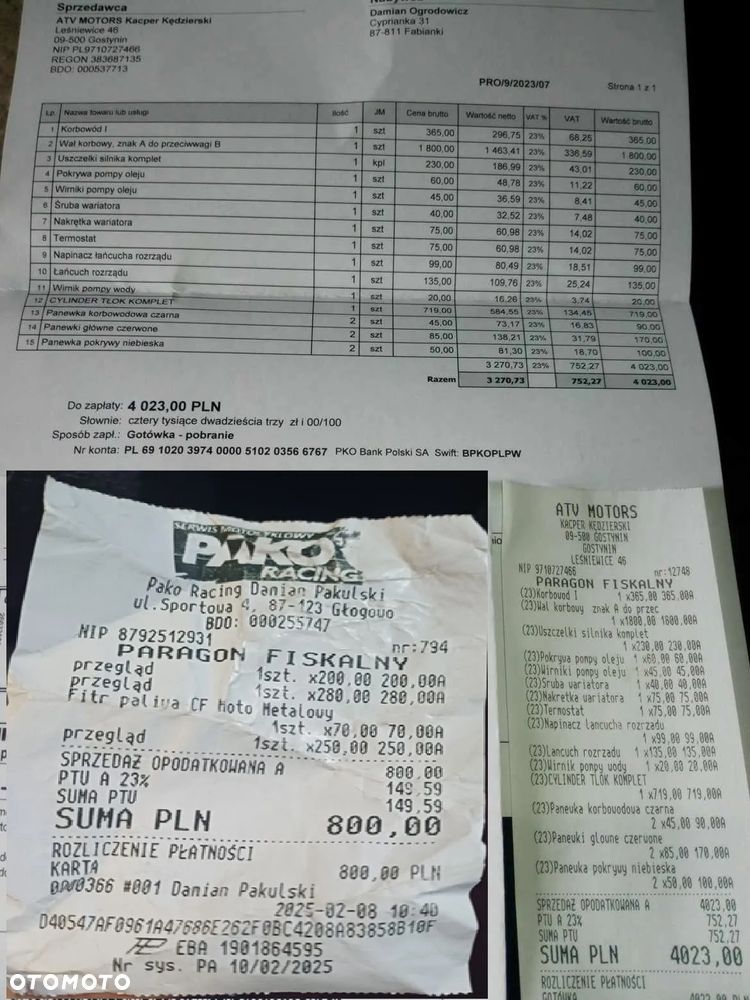 Sprzedawca
ATV MOTORS Kacper Kędzierski
Leśniewice 46
09-500 Gostynin
NIP PL9710727466
REGON 383687135
BDO: 000537713
Damian Ogrodowicz
Cyprianka 31
87-811 Fabianki
PRO/9/2023/07
Strona 1 z 1
Lp. Nazwa towaru lub usługi Ilość JM Cena brutto Wartość netto VAT % VAT Wartość brutto
1 Korbowód I 1 szt 365,00 296,75 23% 68,25 365,00
2 Wał korbowy, znak A do przeciwwagi B 1 szt 1 800,00 1 463,41 23% 336,59 1 800,00
3 Uszczelki silnika komplet 1 kpl 230,00 186,99 23% 43,01 230,00
4 Pokrywa pompy oleju 1 szt 60,00 48,78 23% 11,22 60,00
5 Wirniki pompy oleju 1 szt 45,00 36,59 23% 8,41 45,00
6 Śruba wariatora 1 szt 40,00 32,52 23% 7,48 40,00
7 Nakrętka wariatora 1 szt 75,00 60,98 23% 14,02 75,00
8 Termostat 1 szt 75,00 60,98 23% 14,02 75,00
9 Napinacz łańcucha rozrządu 1 szt 99,00 80,49 23% 18,51 99,00
10 Łańcuch rozrządu 1 szt 135,00 109,76 23% 25,24 135,00
11 Wirnik pompy wody 1 szt 20,00 16,26 23% 3,74 20,00
12 CYLINDER TŁOK KOMPLET 1 szt 719,00 584,55 23% 134,45 719,00
13 Panewka korbowodowa czarna 2 szt 45,00 73,17 23% 16,83 90,00
14 Panewki główne czerwone 2 szt 85,00 138,21 23% 31,79 170,00
15 Panewka pokrywy niebieska 2 szt 50,00 81,30 23% 18,70 100,00
3 270,73 23% 752,27 4 023,00
Razem 3 270,73 752,27 4 023,00
Do zapłaty: 4 023,00 PLN
Słownie: cztery tysiące dwadzieścia trzy zł i 00/100
Sposób zapł.: Gotówka - pobranie
Nr konta: PL 69 1020 3974 0000 5102 0356 6767 PKO Bank Polski SA Swift: BPKOPLPW
SERWIS MOTOCYKLOWY
PAKO
RACING
Pako Racing Danian Pakulski
ul.Sportowa 4, 87-123 Głogowo
BDO: 000255747
NIP 8792512931 nr:794
PARAGON FISKALNY
przegląd 1szt. x200,00 200,00A
przegląd 1szt. x280,00 280,00A
Fitr paliwa CF Moto Metalowy
1szt. x70,00 70,00A
przegląd 1szt. x250,00 250,00A
SPRZEDAŻ OPODATKOWANA A 800,00
PTU A 23% 149,59
SUMA PTU 149,59
SUMA PLN 800,00
ROZLICZENIE PŁATNOŚCI
KARTA 800,00 PLN
#001 Damian Pakulski
2025-02-08 10:40
D40547AF0961A47686E262F0BC4208A83858B10F
EBA 1901864595
Nr sys. PA 10/02/2025
ATV MOTORS
KACPER KĘDZIERSKI
09-500 GOSTYNIN
GOSTYNIN
LEŚNIEWICE 46
NIP 9710727466 nr:12748
PARAGON FISKALNY
(23)Korbowod I 1 x365,00 365,00A
(23)Wal korbowy znak A do przec
1 x1800,00 1800,00A
(23)Uszczelki silnika komplet
1 x230,00 230,00A
(23)Pokrywa pompy oleju 1 x60,00 60,00A
(23)Wirniki pompy oleju 1 x45,00 45,00A
(23)Sruba variatora 1 x40,00 40,00A
(23)Nakretka variatora 1 x75,00 75,00A
(23)Termostat 1 x75,00 75,00A
(23)Napinacz lancucha rozrzadu
1 x99,00 99,00A
(23)Lancuch rozrzadu 1 x135,00 135,00A
(23)Wirnik pompy wody 1 x20,00 20,00A
(23)CYLINDER TLOK KOMPLET
1 x719,00 719,00A
(23)Panewka korbowodowa czarna
2 x45,00 90,00A
(23)Panewki glowne czerwone
2 x85,00 170,00A
(23)Panewka pokrywy niebieska
2 x50,00 100,00A
SPRZEDAŻ OPODATKOWANA A 4023,00
PTU A 23% 752,27
SUMA PTU 752,27
SUMA PLN 4023,00
ROZLICZENIE PŁATNOŚCI
OTOMOTO